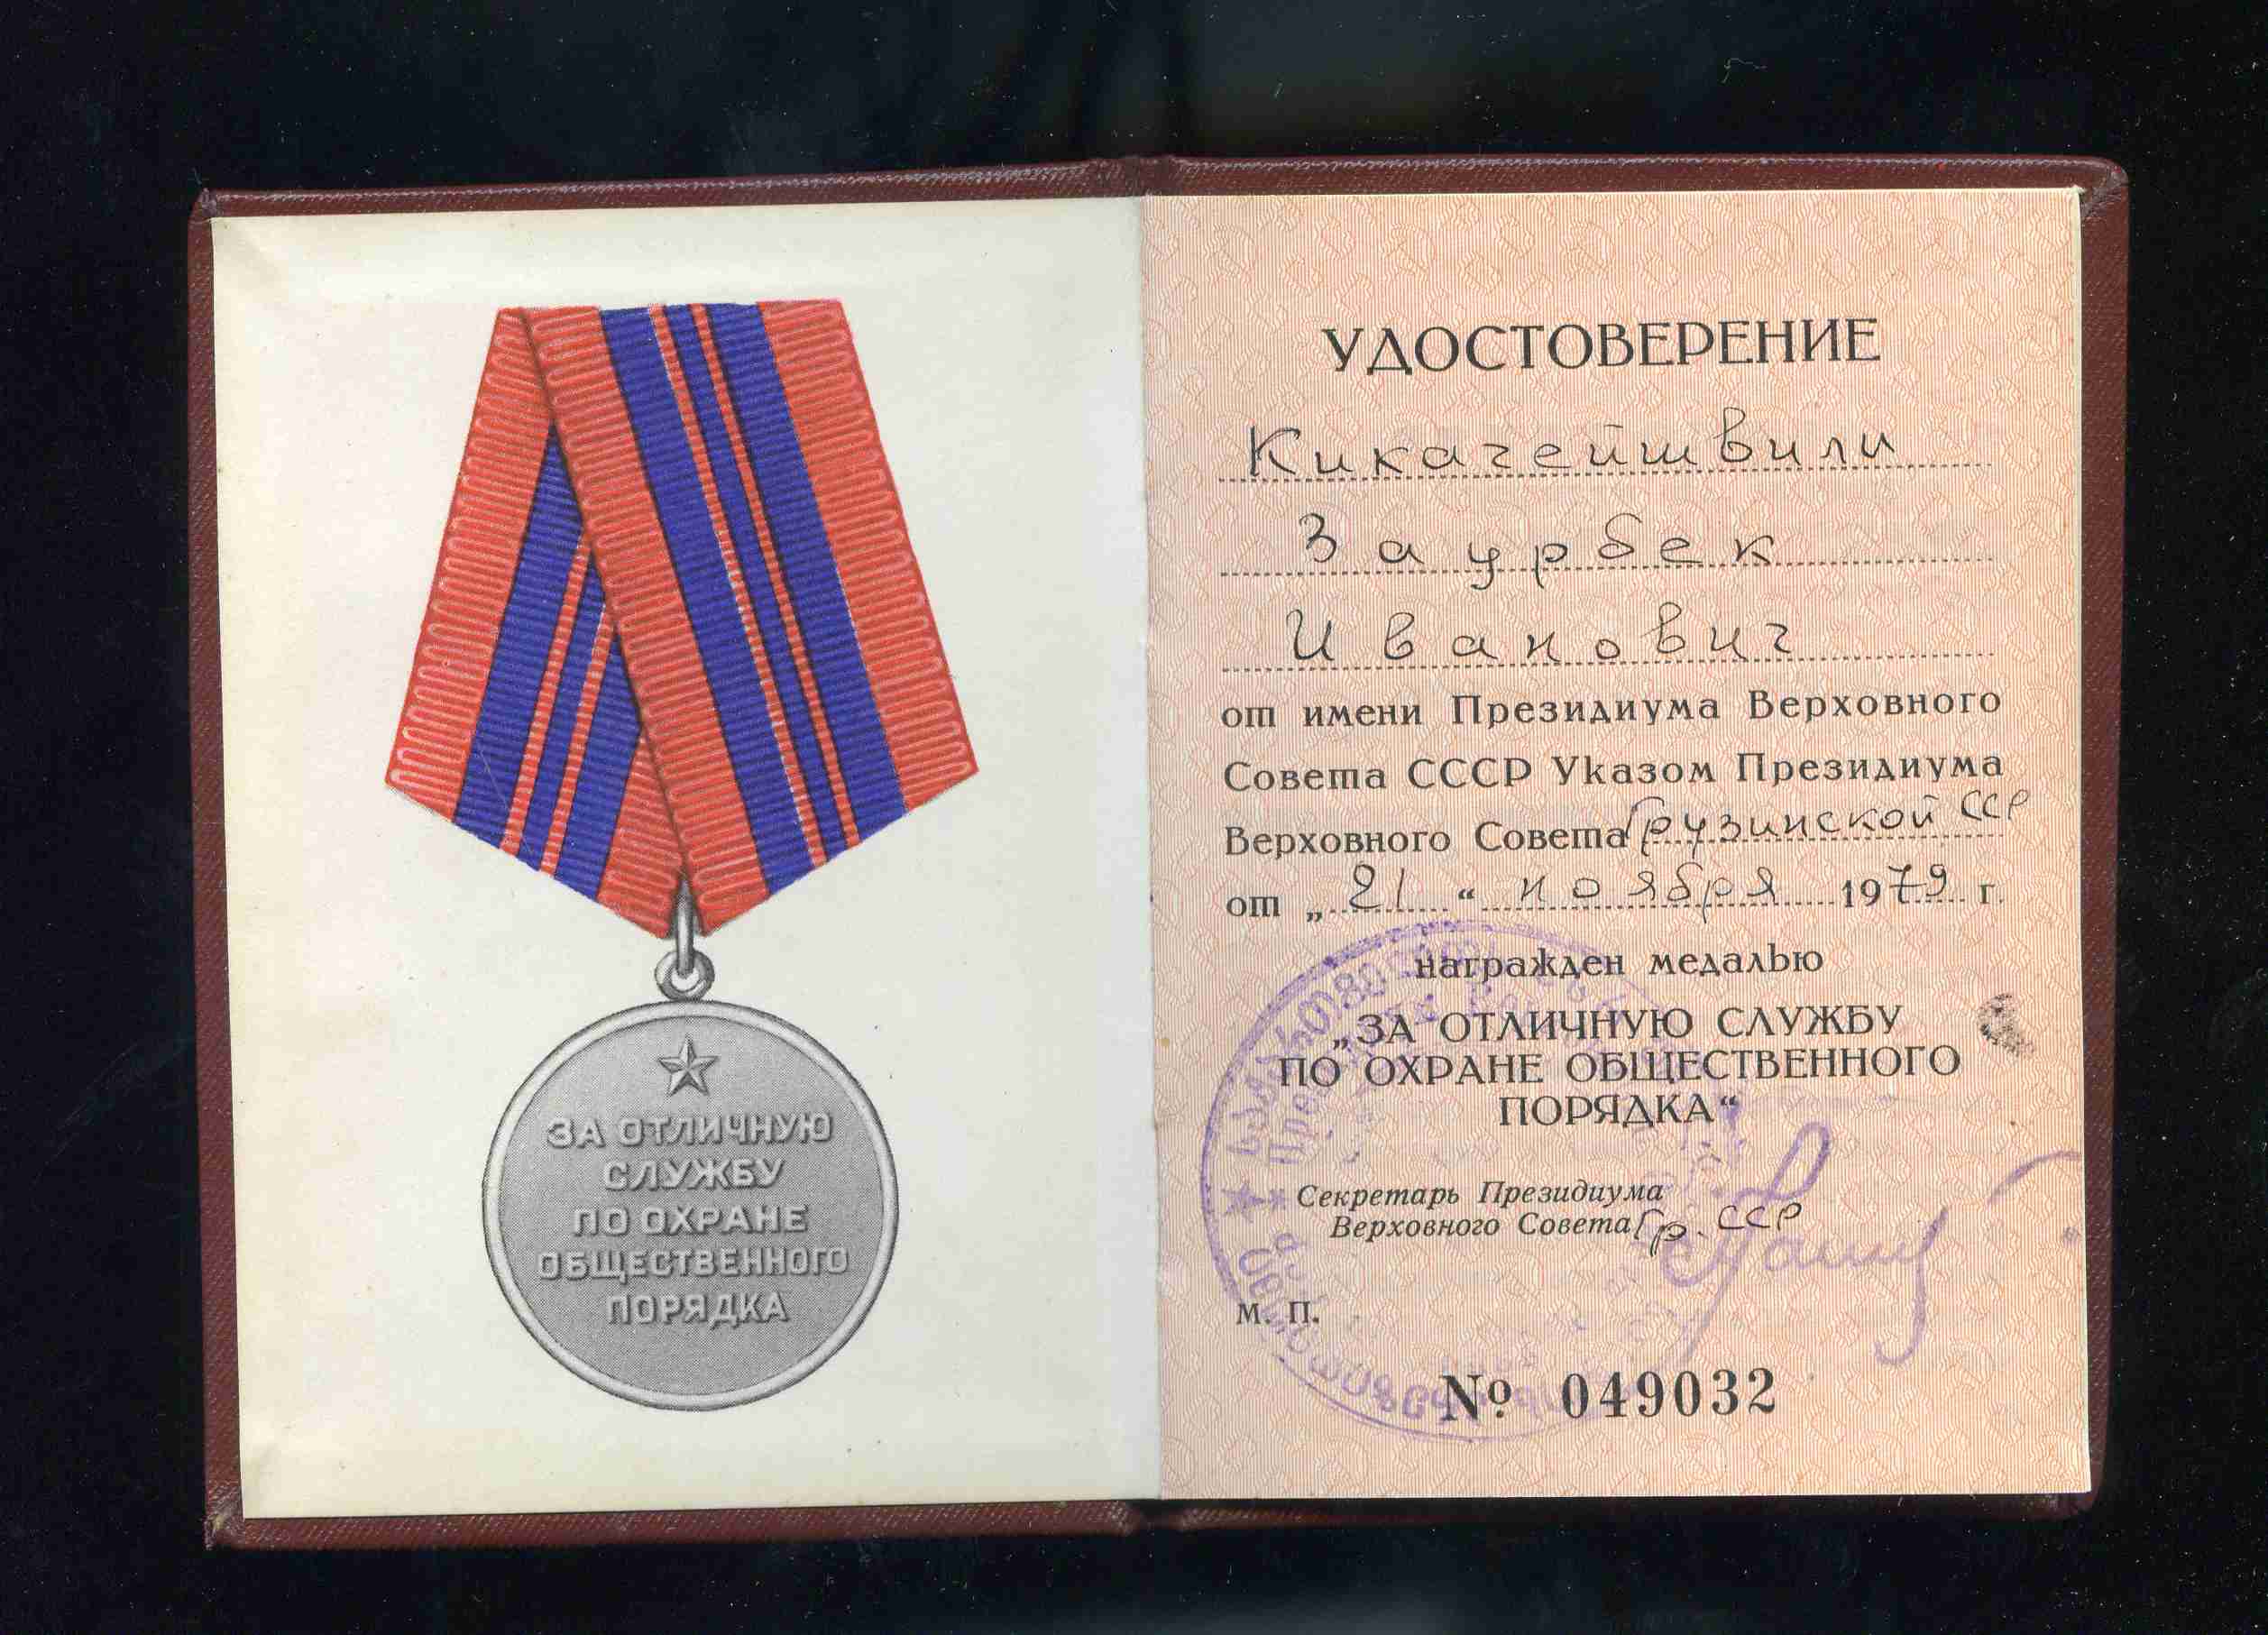 ЗА ОТЛИЧНУЮ
СЛУЖБУ
ПО ОХРАНЕ
ОБЩЕСТВЕННОГО
ПОРЯДКА
УДОСТОВЕРЕНИЕ
Кикагейшвили
Заурбек
Иванович
от имени Президиума Верховного
Совета СССР Указом Президиума
Верховного Совета Грузинской ССР
от „21“ ноября 1979 г.
награжден медалью
„ЗА ОТЛИЧНУЮ СЛУЖБУ
ПО ОХРАНЕ ОБЩЕСТВЕННОГО
ПОРЯДКА“
Секретарь Президиума
Верховного Совета Гр. ССР
М. П.
№ 049032